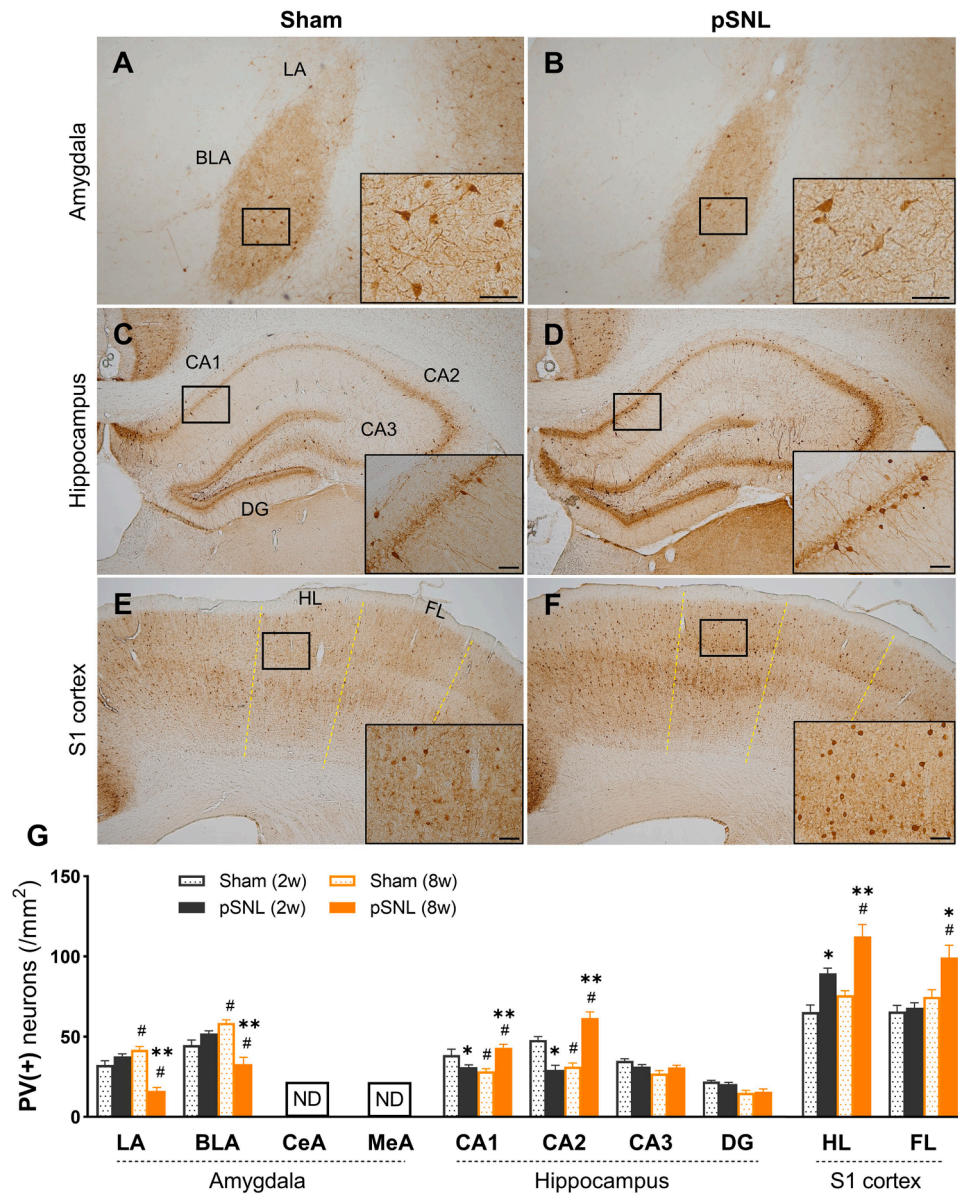 Sham pSNL
A LA BLA
B
Amygdala
C CA1 CA2 CA3 DG
D
Hippocampus
E HL FL
F
S1 cortex
G
150
100
50
0
PV(+) neurons (/mm²)
Sham (2w) Sham (8w)
pSNL (2w) pSNL (8w)
# ** #
# ** #
ND ND
* # ** #
* # ** #
* ** #
* #
LA BLA CeA MeA CA1 CA2 CA3 DG HL FL
Amygdala Hippocampus S1 cortex